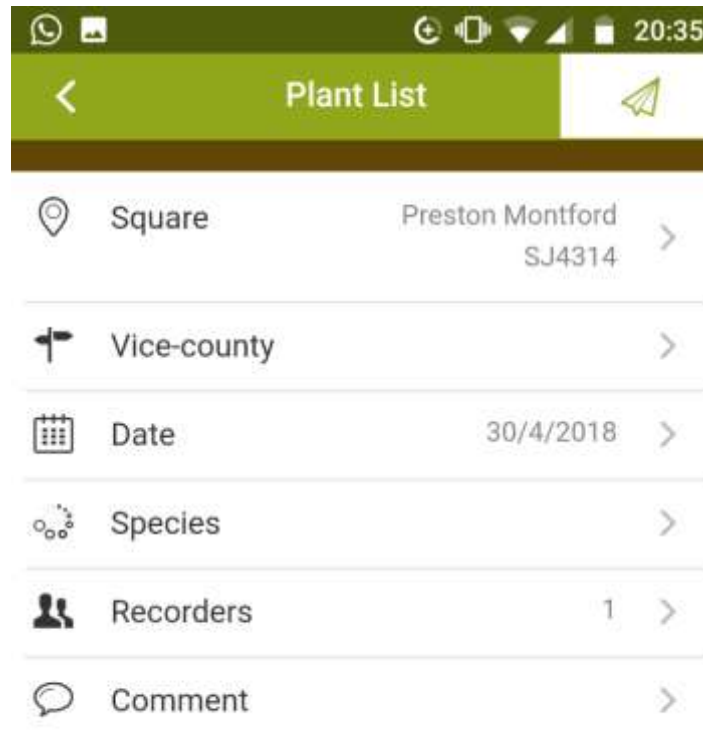 20:35
Plant List
Square Preston Montford
SJ4314
Vice-county
Date 30/4/2018
Species
Recorders 1
Comment